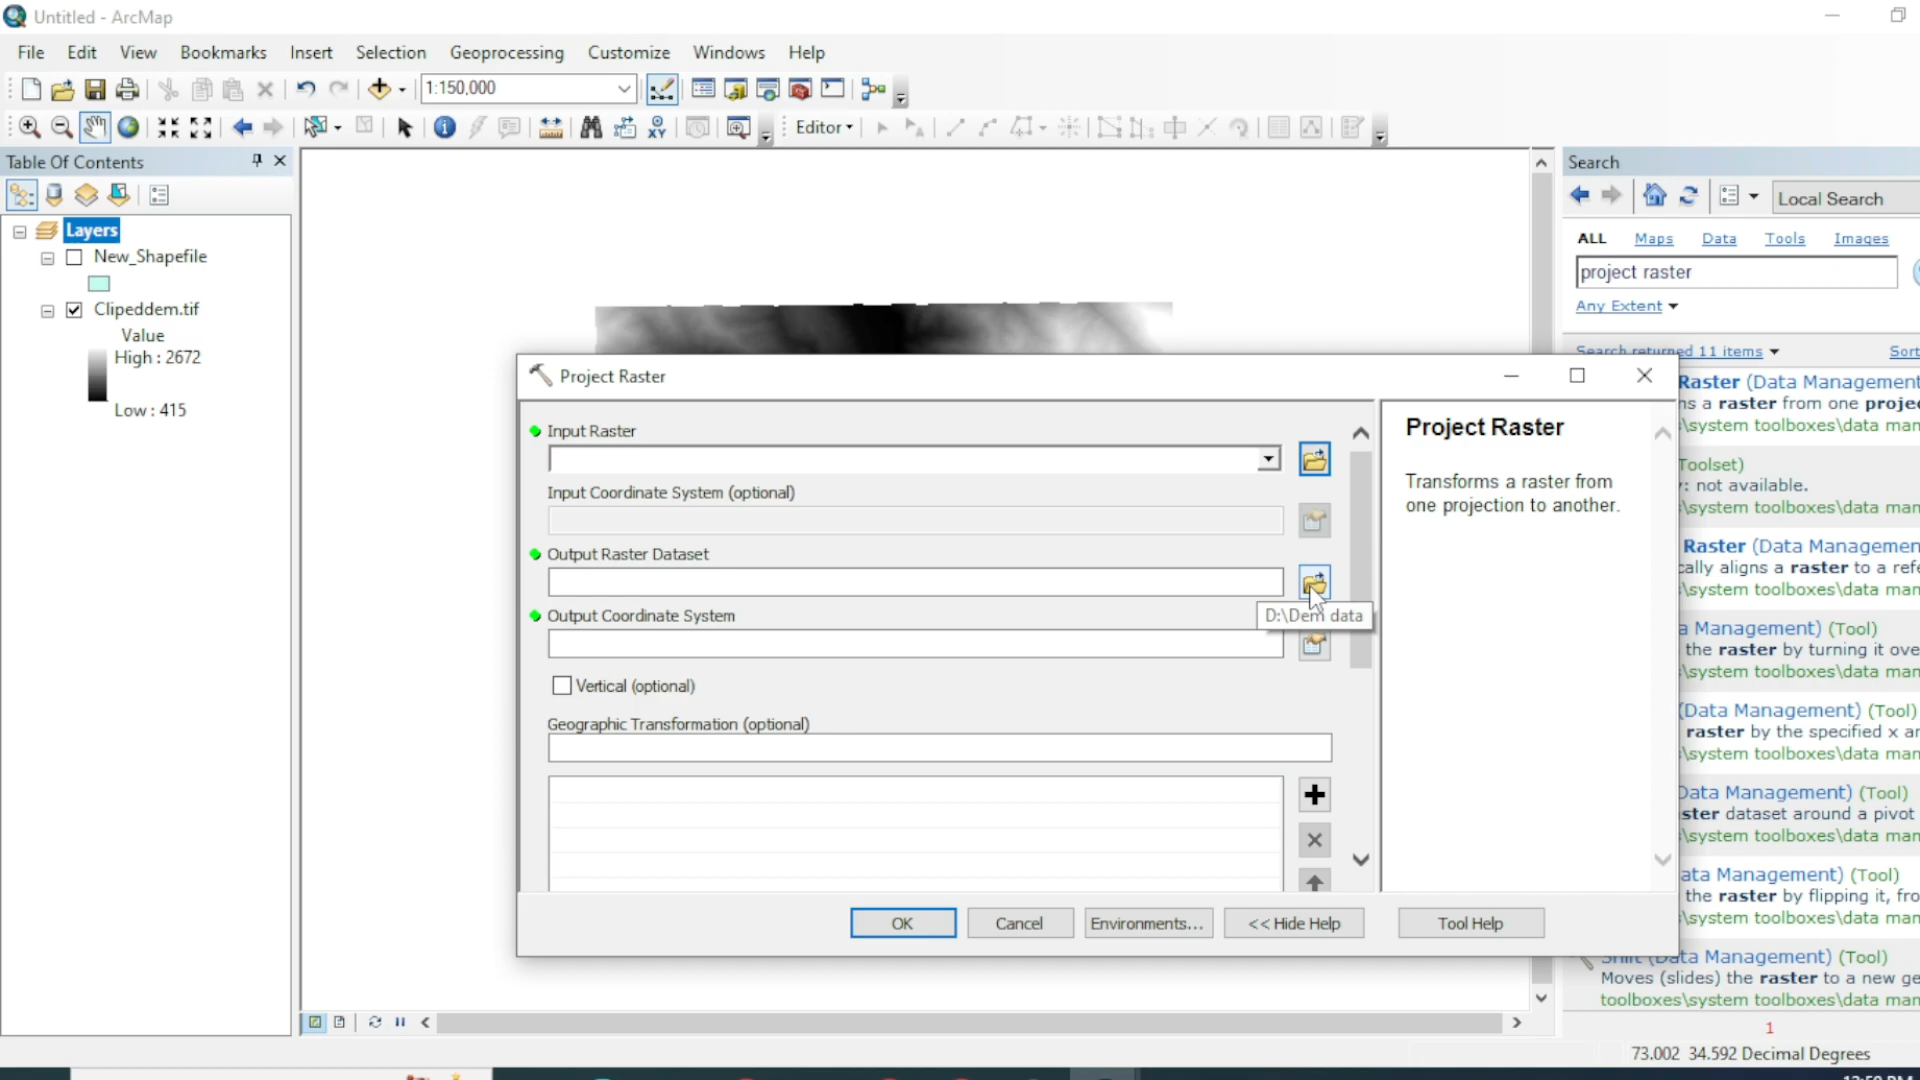 Untitled - ArcMap
File Edit View Bookmarks Insert Selection Geoprocessing Customize Windows Help
1:150,000
Editor
Table Of Contents
Layers
New_Shapefile
Clipeddem.tif
Value
High : 2672
Low : 415
Project Raster
Input Raster
Input Coordinate System (optional)
Output Raster Dataset
D:\Dem data
Output Coordinate System
Vertical (optional)
Geographic Transformation (optional)
OK Cancel Environments... << Hide Help Tool Help
Project Raster
Transforms a raster from
one projection to another.
Search
Local Search
ALL Maps Data Tools Images
project raster
Any Extent
Search returned 11 items Sort
Raster (Data Management
a raster from one projec
\system toolboxes\data man
Toolset)
: not available.
\system toolboxes\data man
Raster (Data Managemen
cally aligns a raster to a refe
\system toolboxes\data man
a Management) (Tool)
the raster by turning it ove
\system toolboxes\data man
(Data Management) (Tool)
raster by the specified x ar
\system toolboxes\data man
Data Management) (Tool)
ster dataset around a pivot
\system toolboxes\data man
ata Management) (Tool)
the raster by flipping it, fro
\system toolboxes\data man
Shift (Data Management) (Tool)
Moves (slides) the raster to a new ge
toolboxes\system toolboxes\data man
1
73.002 34.592 Decimal Degrees